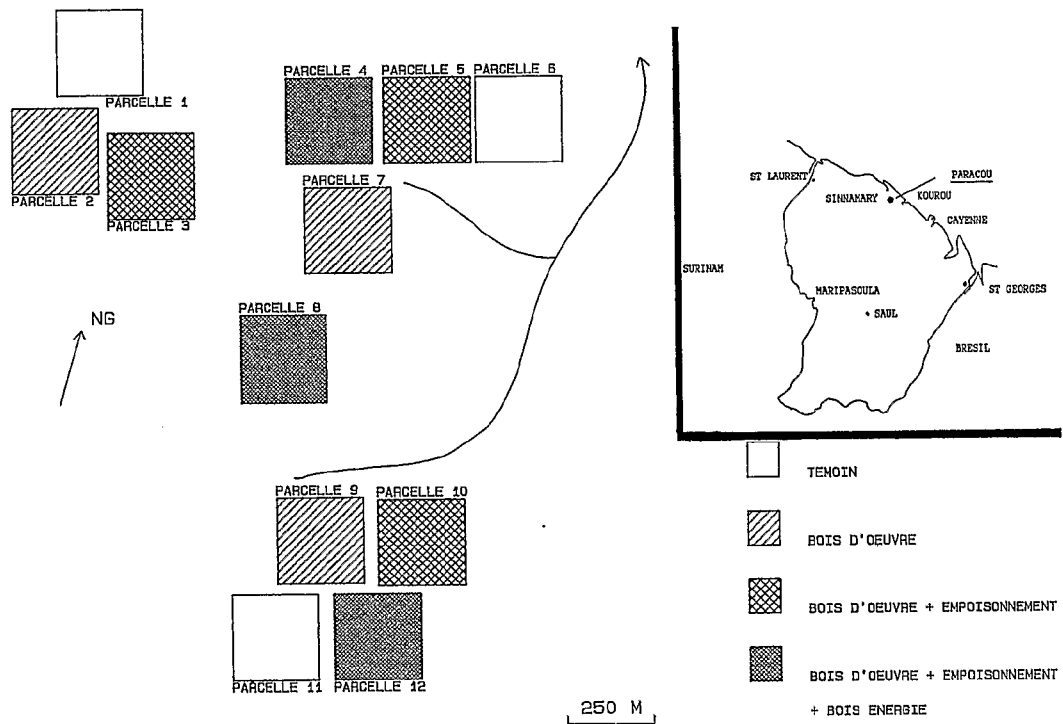 PARCELLE 1
PARCELLE 2
PARCELLE 3
PARCELLE 4
PARCELLE 5
PARCELLE 6
PARCELLE 7
PARCELLE 8
NG
PARCELLE 9
PARCELLE 10
PARCELLE 11
PARCELLE 12
250 M
ST LAURENT
PARACOU
SINNAMARY
KOUROU
CAYENNE
SURINAM
MARIPASOULA
ST GEORGES
SAUL
BRESIL
TEMOIN
BOIS D'OEUVRE
BOIS D'OEUVRE + EMPOISONNEMENT
BOIS D'OEUVRE + EMPOISONNEMENT
+ BOIS ENERGIE